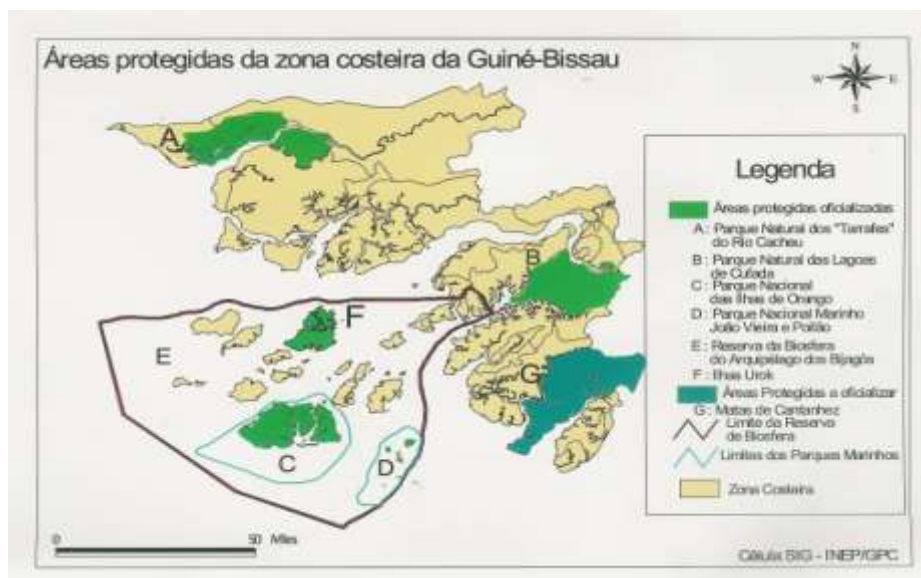 Áreas protegidas da zona costeira da Guiné-Bissau
N
W E
S
A
B
F
E
G
C
D
Legenda
Áreas protegidas oficializadas
A : Parque Natural dos "Tarrafes"
do Rio Cacheu
B : Parque Natural das Lagoas
de Cufada
C : Parque Nacional
das Ilhas de Orango
D : Parque Nacional Marinho
João Vieira e Poilão
E : Reserva da Biosfera
do Arquipélago dos Bijagós
F : Ilhas Urok
Áreas Protegidas a oficializar
G : Matas de Cantanhez
Limite da Reserva
de Biosfera
Limites dos Parques Marinhos
Zona Costeira
0 50 Miles
Célula SIG - INEP/GPC